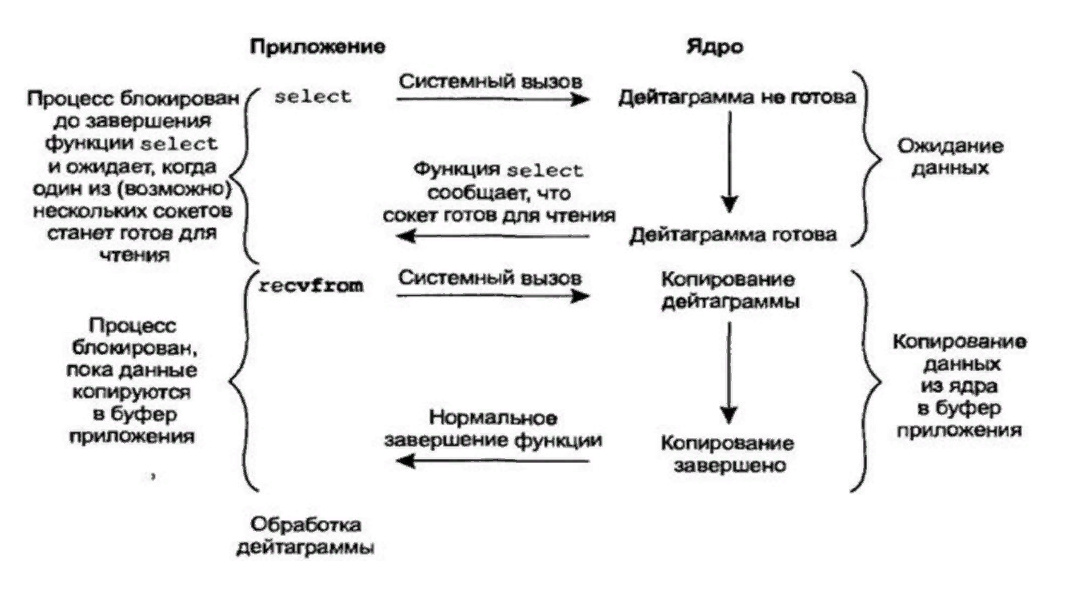 Приложение
Ядро
Процесс блокирован
до завершения
функции select
и ожидает, когда
один из (возможно)
нескольких сокетов
станет готов для
чтения
select
Системный вызов
Дейтаграмма не готова
Ожидание
данных
Функция select
сообщает, что
сокет готов для чтения
Дейтаграмма готова
recvfrom
Системный вызов
Копирование
дейтаграммы
Процесс
блокирован,
пока данные
копируются
в буфер
приложения
Копирование
данных
из ядра
в буфер
приложения
Нормальное
завершение функции
Копирование
завершено
Обработка
дейтаграммы